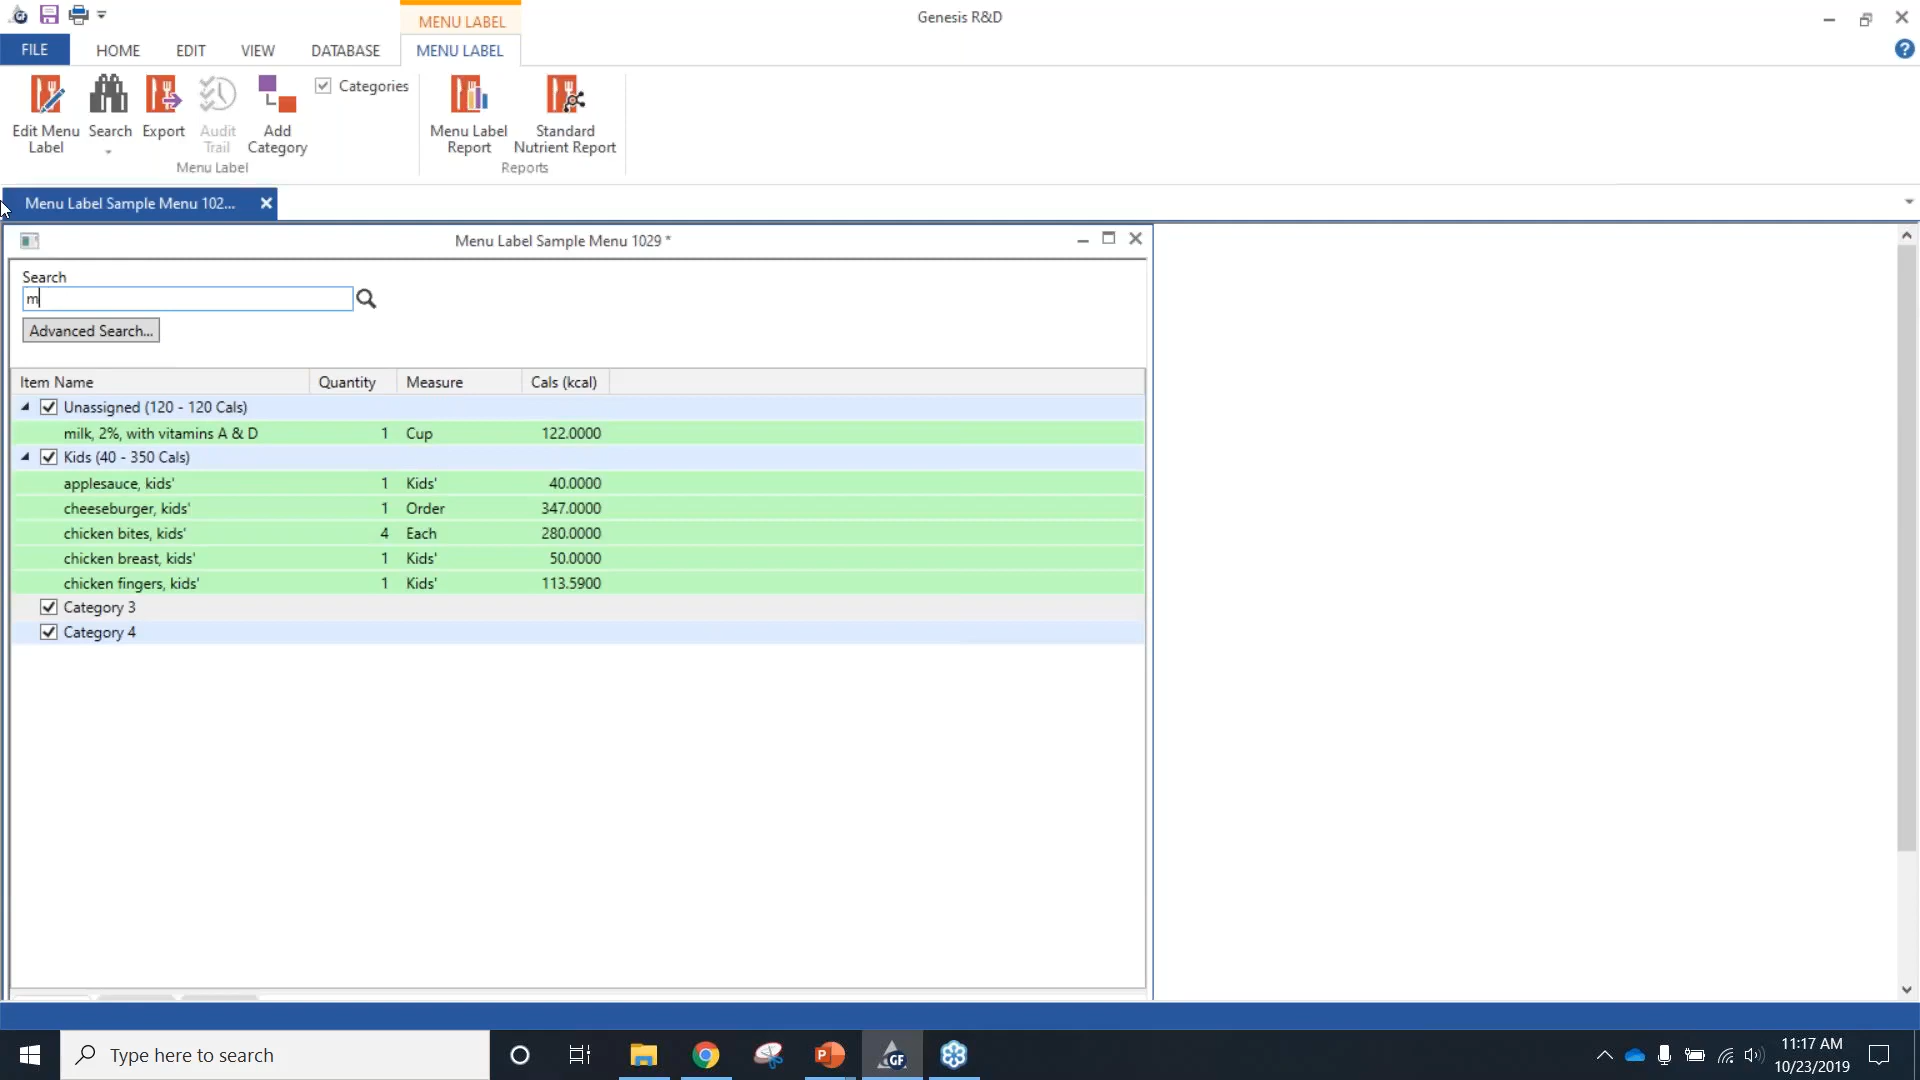 MENU LABEL
Genesis R&D
FILE
HOME
EDIT
VIEW
DATABASE
MENU LABEL
?
Edit Menu Label
Search
Export
Audit Trail
Add Category
Categories
Menu Label Report
Standard Nutrient Report
Menu Label
Reports
Menu Label Sample Menu 102...
Menu Label Sample Menu 1029 *
Search
m
Advanced Search...
Item Name Quantity Measure Cals (kcal)
Unassigned (120 - 120 Cals)
milk, 2%, with vitamins A & D 1 Cup 122.0000
Kids (40 - 350 Cals)
applesauce, kids' 1 Kids' 40.0000
cheeseburger, kids' 1 Order 347.0000
chicken bites, kids' 4 Each 280.0000
chicken breast, kids' 1 Kids' 50.0000
chicken fingers, kids' 1 Kids' 113.5900
Category 3
Category 4
Type here to search
P
GF
11:17 AM
10/23/2019